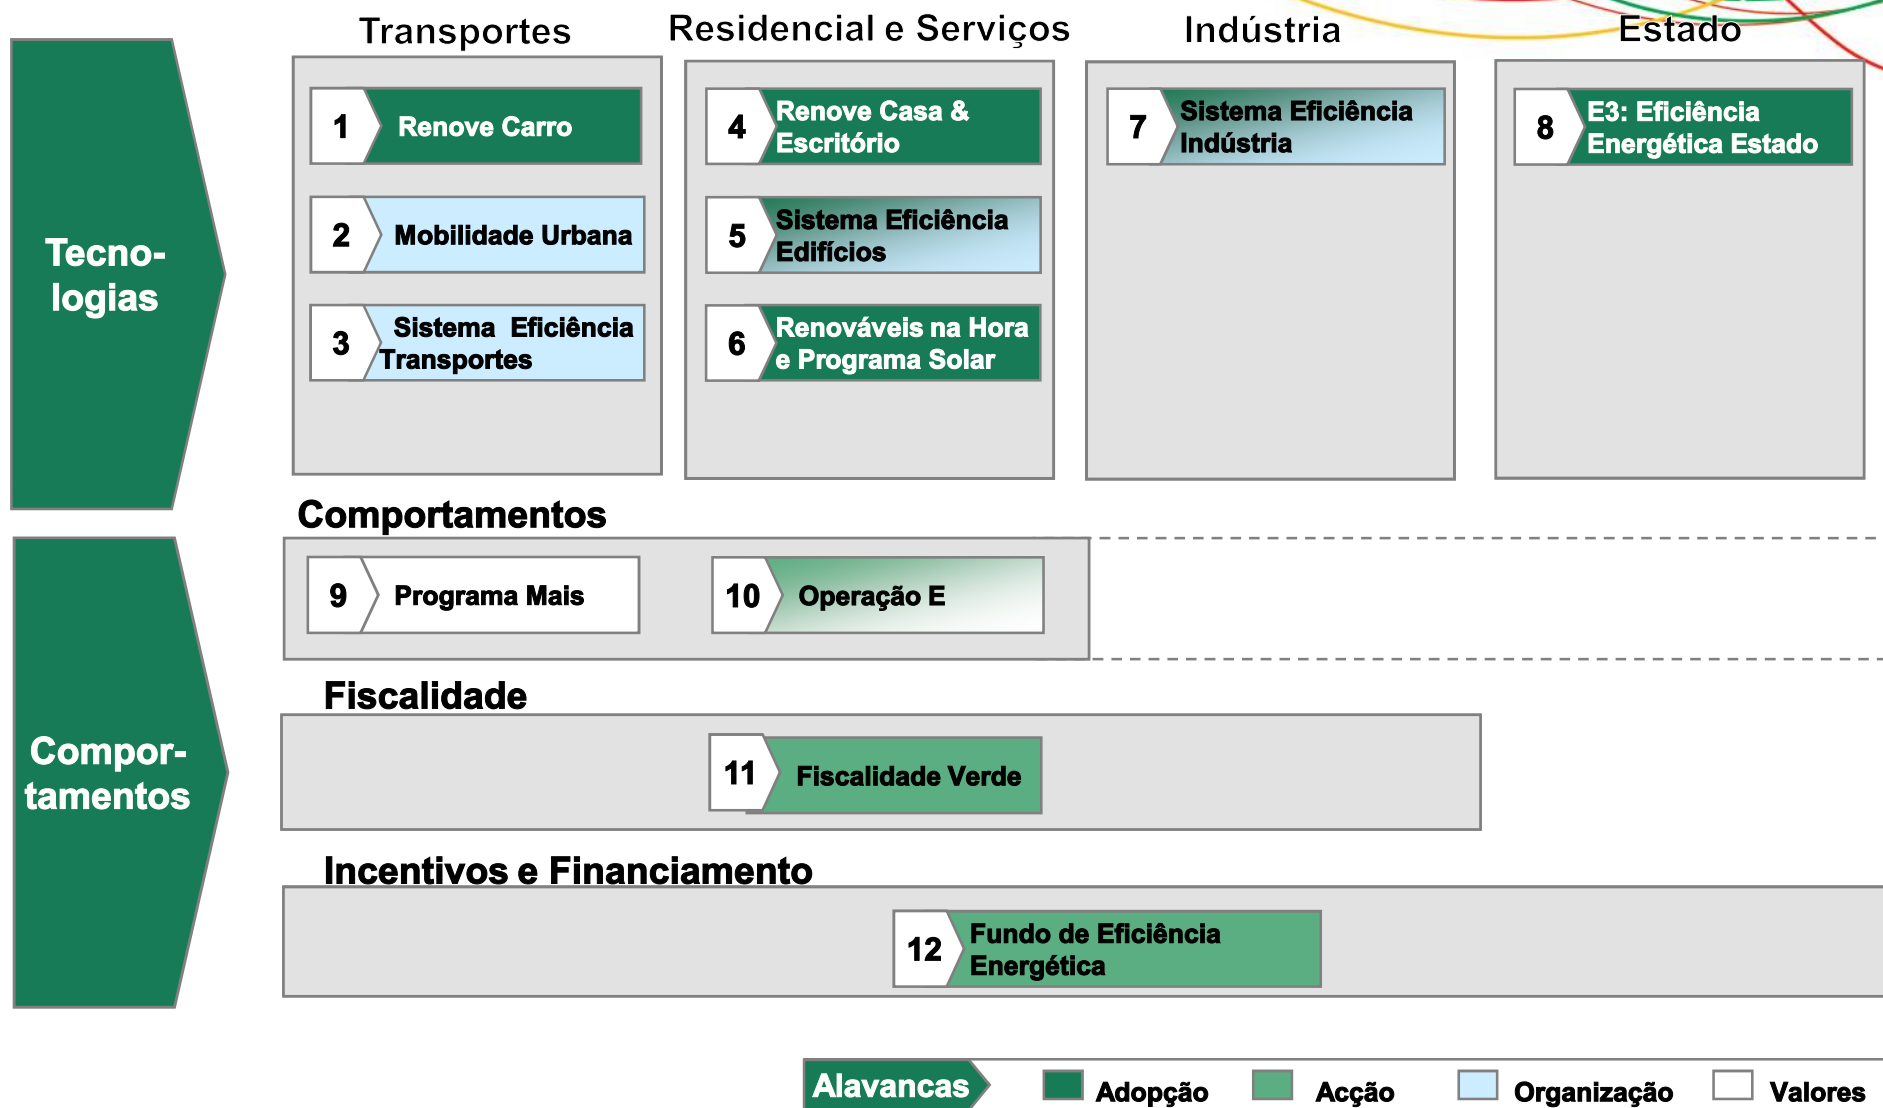 Transportes
Residencial e Serviços
Indústria
Estado
Tecno-
logias
1
Renove Carro
2
Mobilidade Urbana
3
Sistema Eficiência
Transportes
4
Renove Casa &
Escritório
5
Sistema Eficiência
Edifícios
6
Renováveis na Hora
e Programa Solar
7
Sistema Eficiência
Indústria
8
E3: Eficiência
Energética Estado
Compor-
tamentos
Comportamentos
9
Programa Mais
10
Operação E
Fiscalidade
11
Fiscalidade Verde
Incentivos e Financiamento
12
Fundo de Eficiência
Energética
Alavancas
Adopção
Acção
Organização
Valores